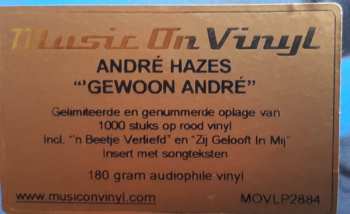 Music On Vinyl
ANDRÉ HAZES
"'GEWOON ANDRÉ"
Gelimiteerde en genummerde oplage van
1000 stuks op rood vinyl
Incl. "'n Beetje Verliefd" en "Zij Gelooft In Mij"
Insert met songteksten
180 gram audiophile vinyl
www.musiconvinyl.com MOVLP2884